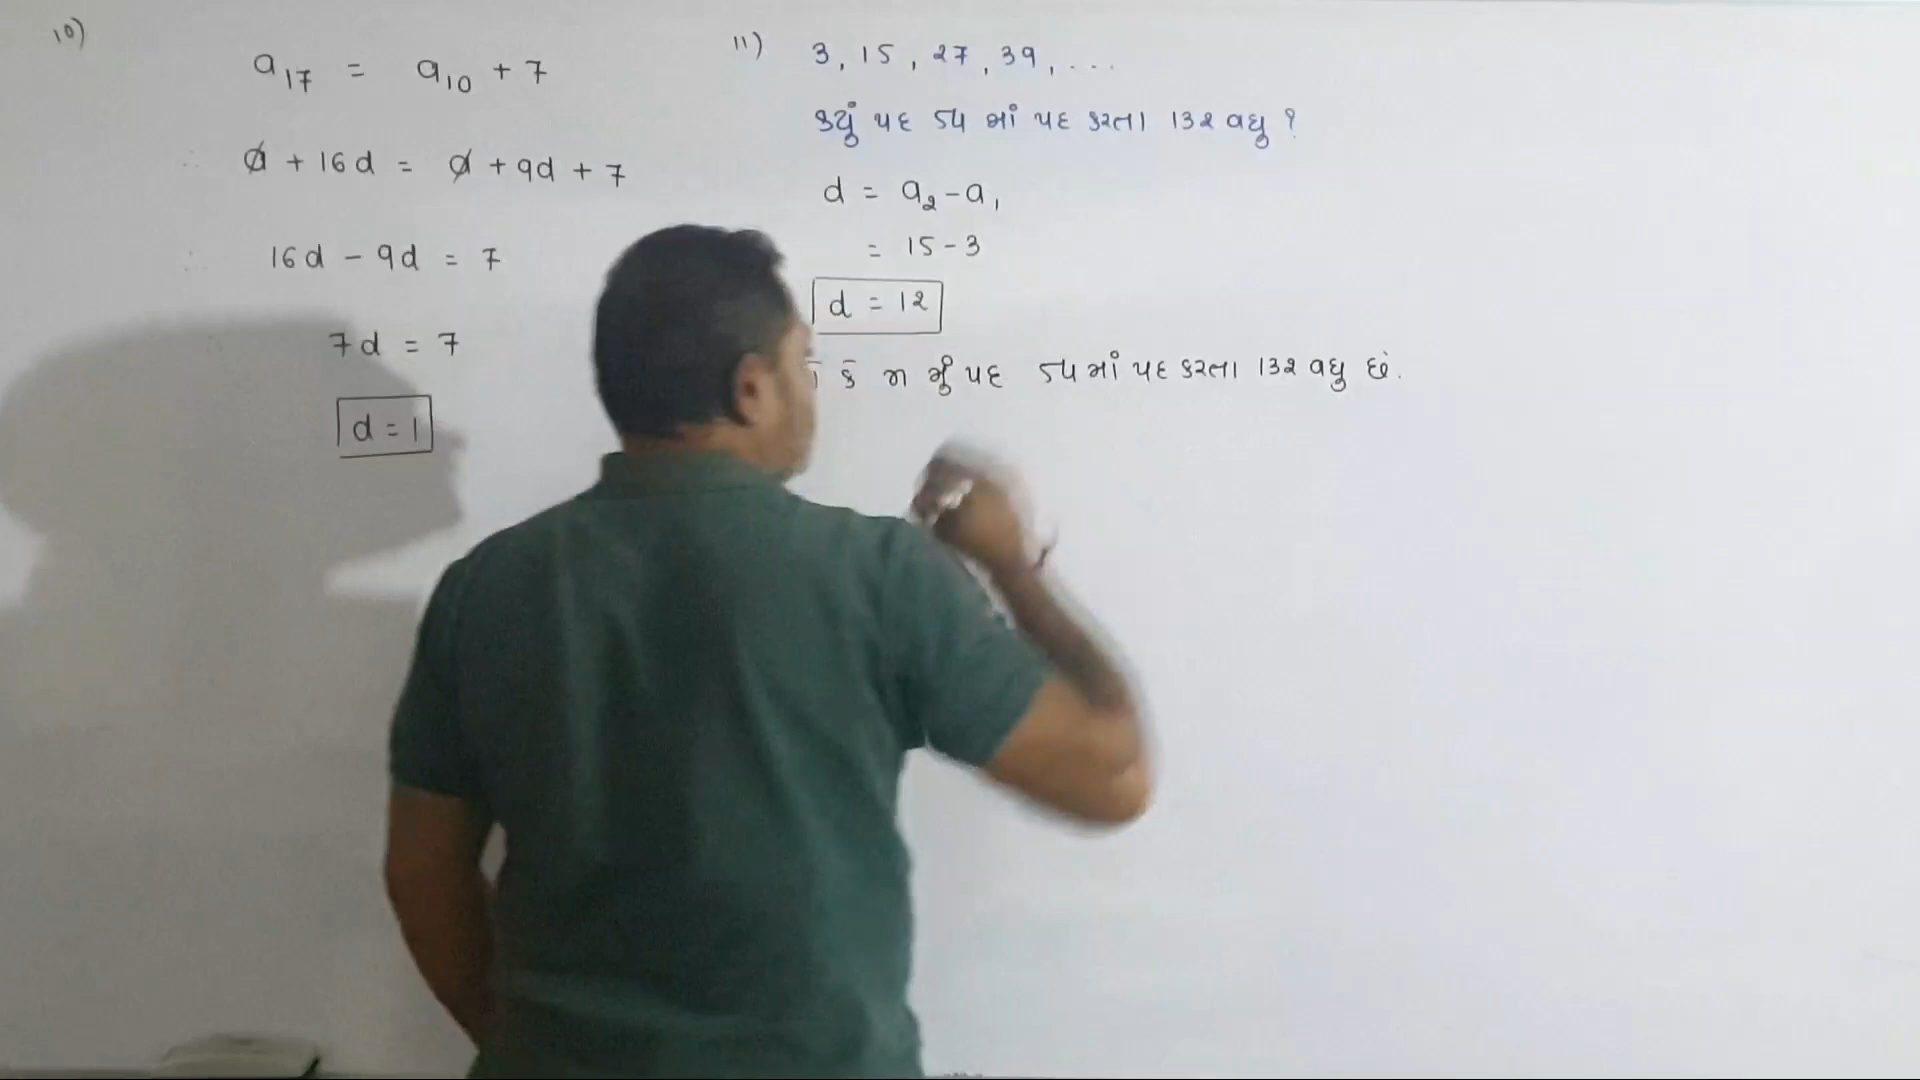 10)
a₁₇ = a₁₀ + 7
∴ a + 16d = a + 9d + 7
∴ 16d - 9d = 7
7d = 7
d = 1
11) 3, 15, 27, 39, ...
કયું પદ 54 માં પદ કરતા 132 વધુ ?
d = a₂ - a₁
= 15 - 3
d = 12
કે n મું પદ 54 માં પદ કરતા 132 વધુ છે.